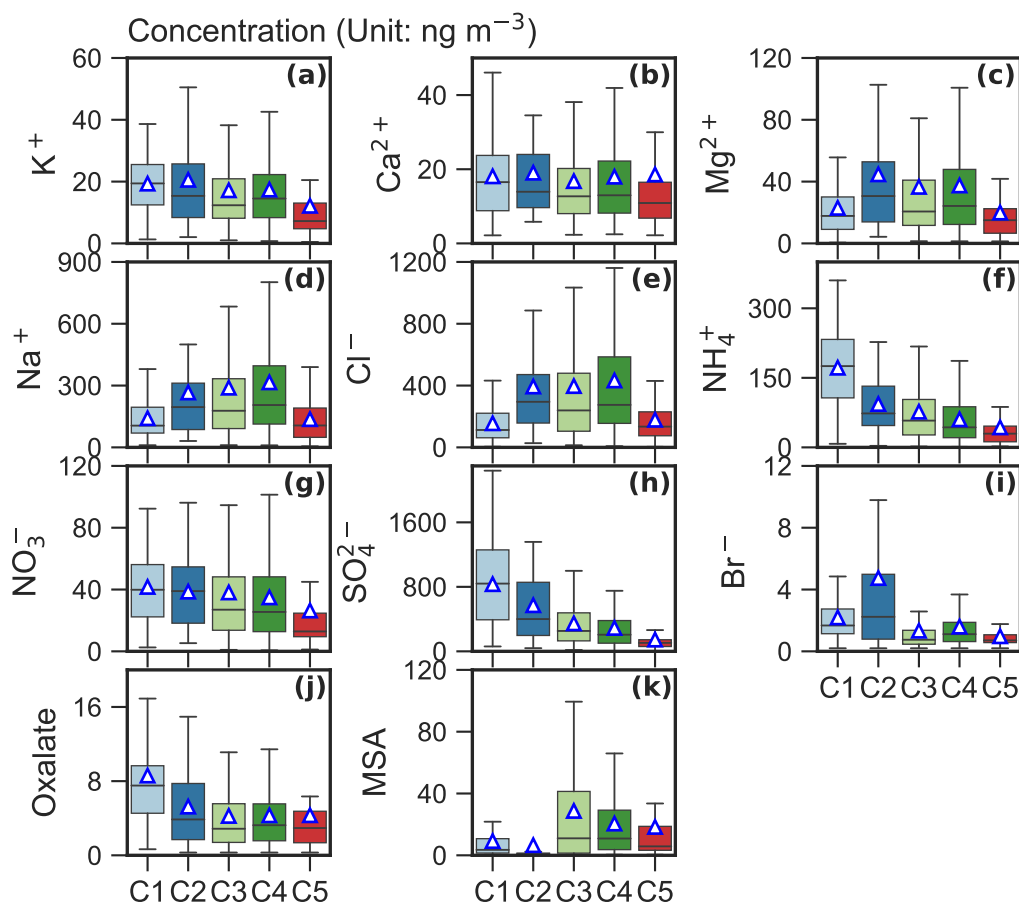 Concentration (Unit: ng m⁻³)
60
40
20
0
K⁺
(a)
40
20
0
Ca²⁺
(b)
120
80
40
0
Mg²⁺
(c)
900
600
300
0
Na⁺
(d)
1200
800
400
0
Cl⁻
(e)
300
150
0
NH₄⁺
(f)
120
80
40
0
NO₃⁻
(g)
1600
800
0
SO₄²⁻
(h)
12
8
4
0
Br⁻
(i)
C1 C2 C3 C4 C5
16
8
0
Oxalate
(j)
C1 C2 C3 C4 C5
120
80
40
0
MSA
(k)
C1 C2 C3 C4 C5